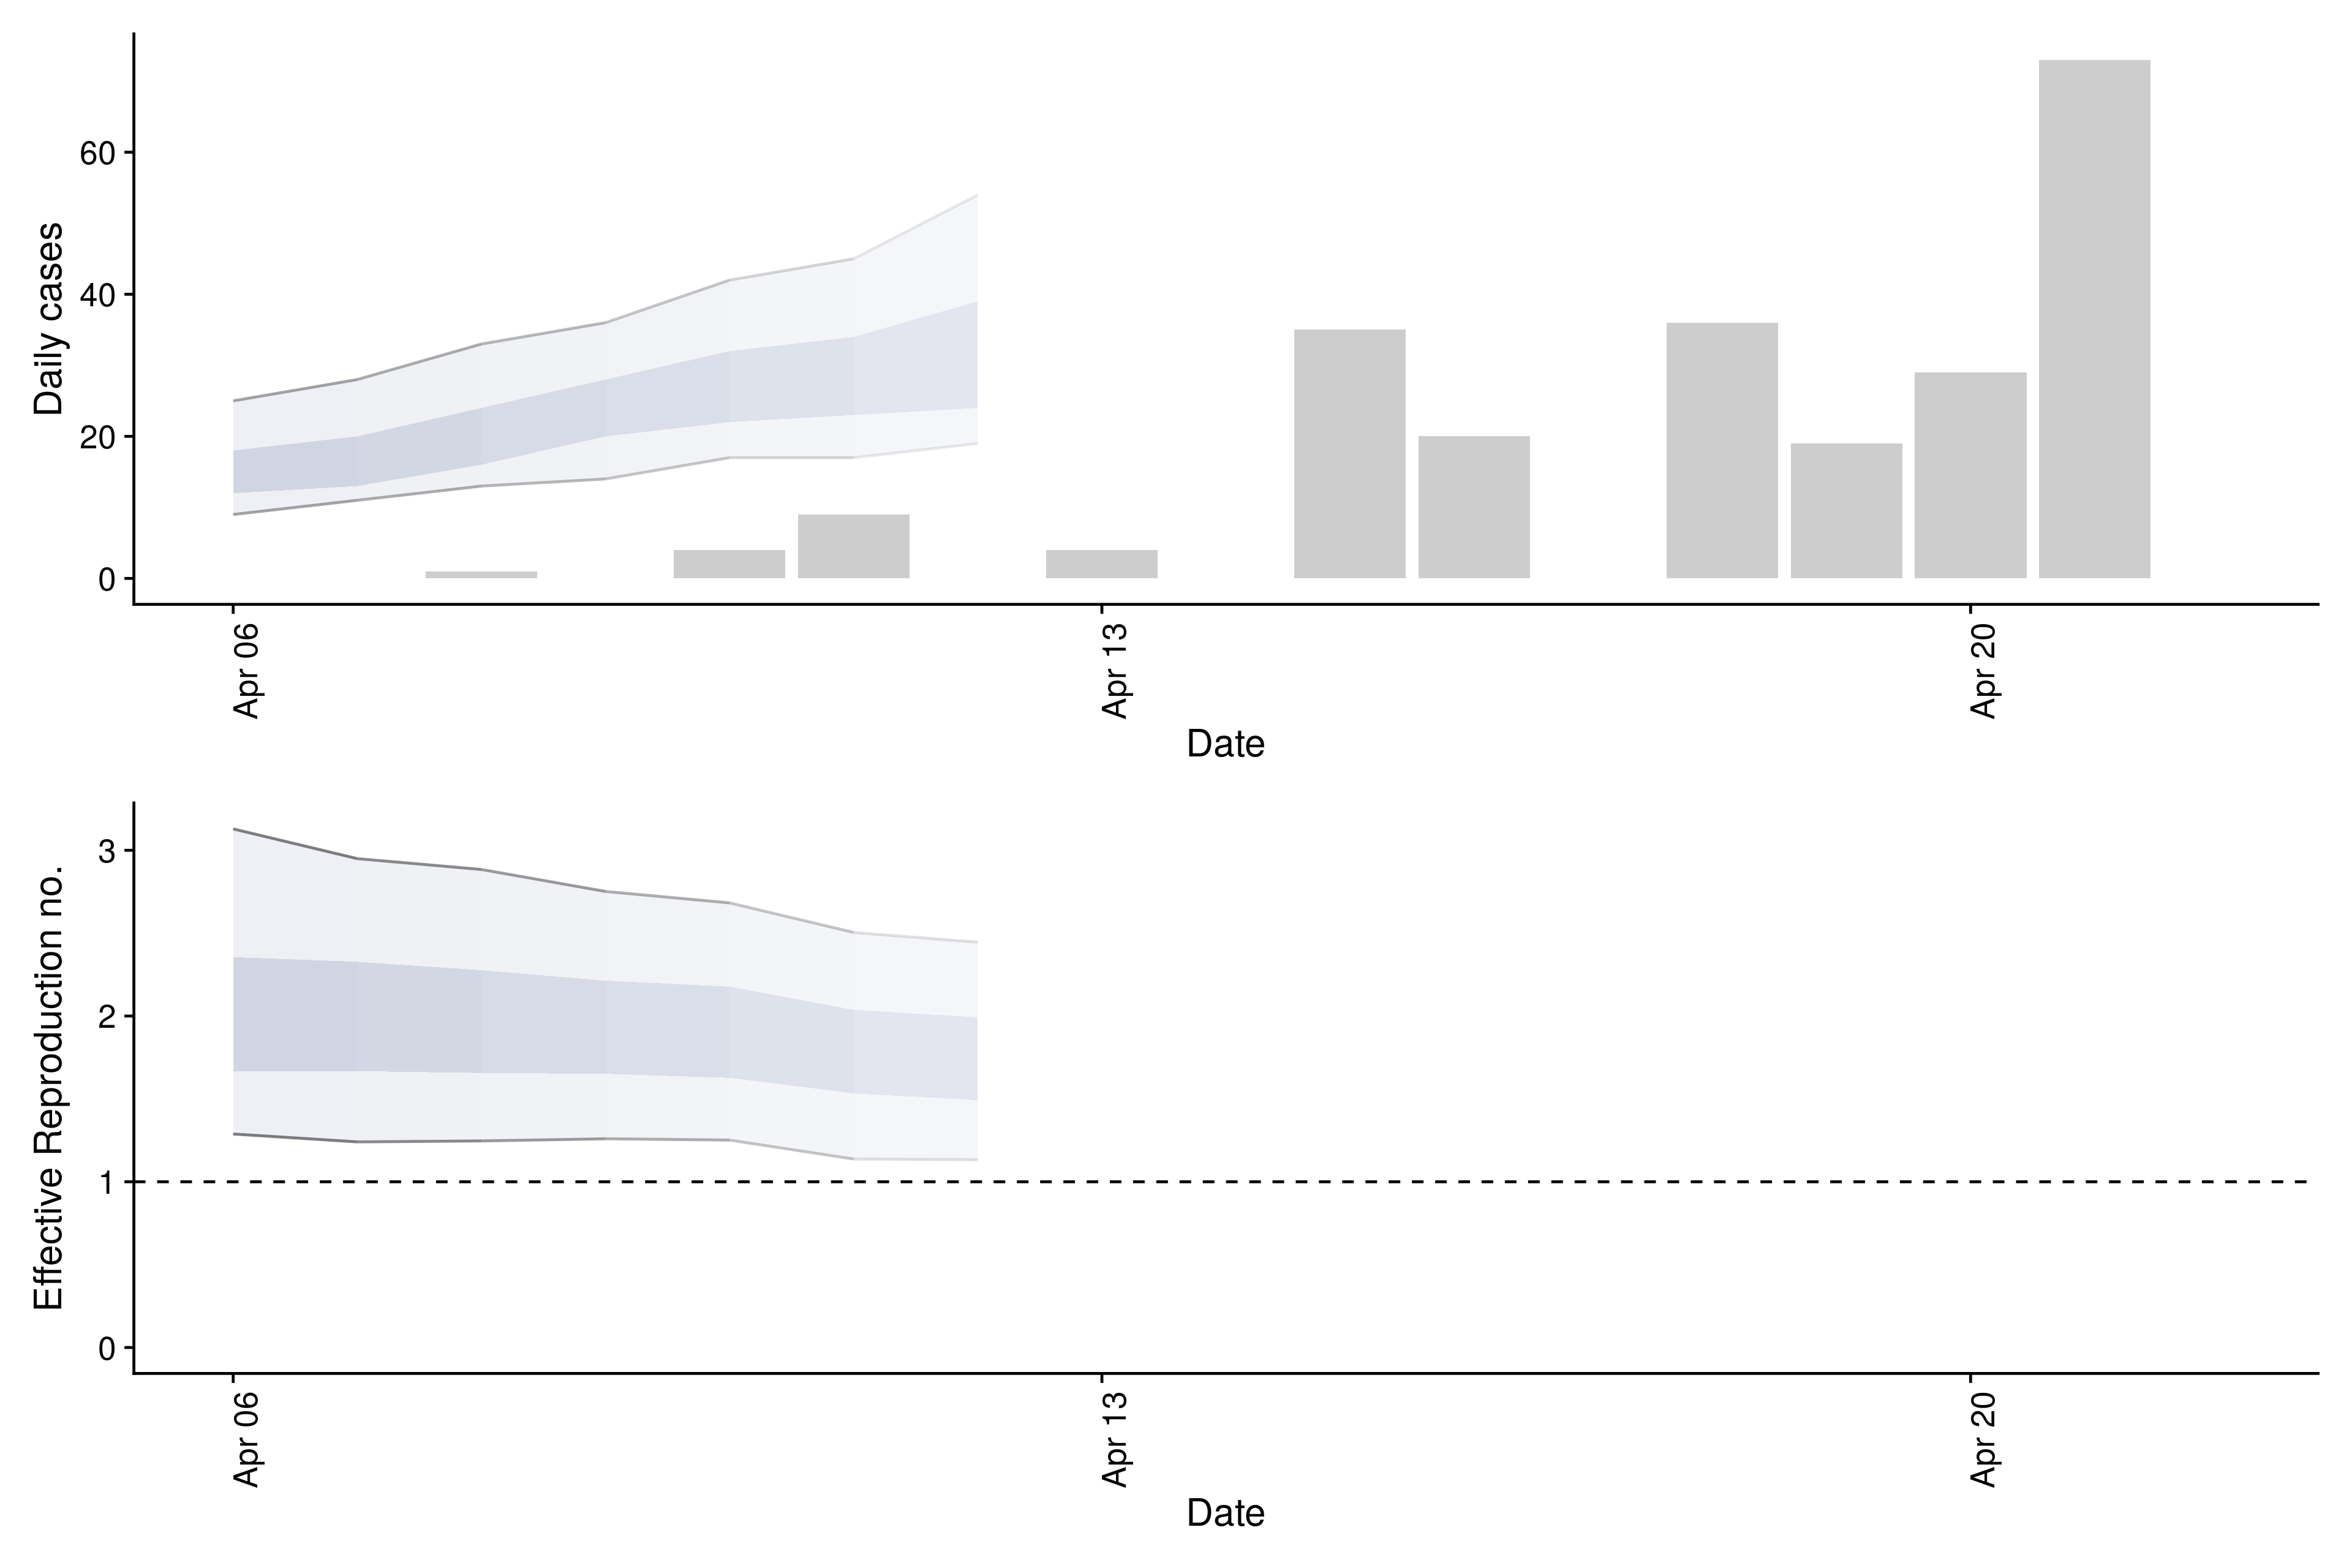 Daily cases
60
40
20
0
Apr 06
Apr 13
Apr 20
Date
Effective Reproduction no.
3
2
1
0
Apr 06
Apr 13
Apr 20
Date